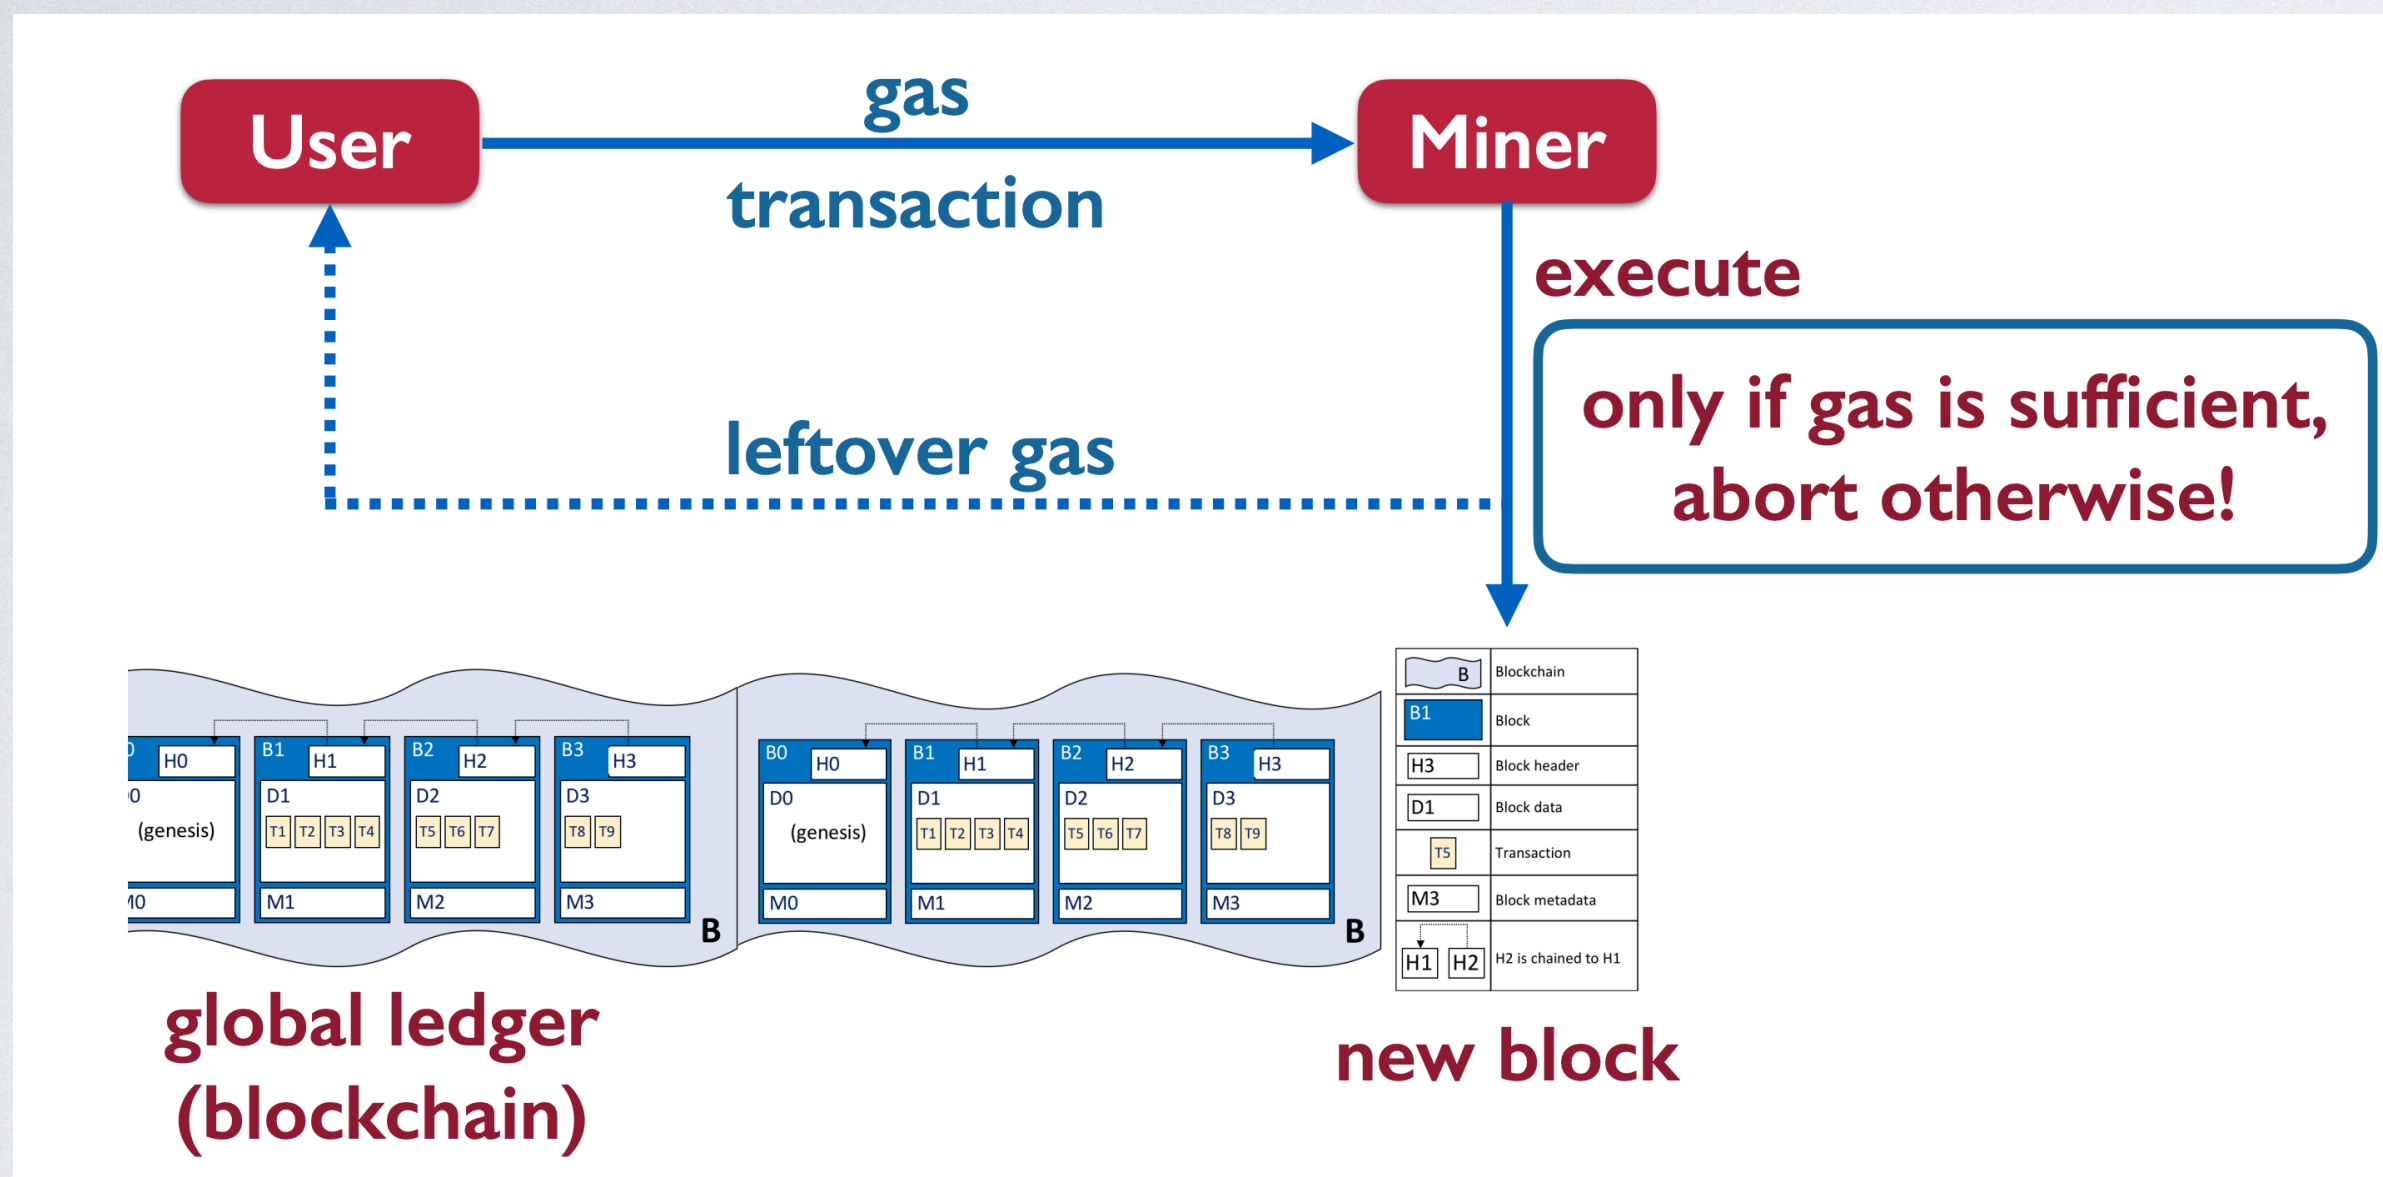 gas
User
Miner
transaction
execute
only if gas is sufficient,
abort otherwise!
leftover gas
H0
B1 H1
B2 H2
B3 H3
D1
D2
D3
(genesis)
T1 T2 T3 T4
T5 T6 T7
T8 T9
M1
M2
M3
B
B0 H0
B1 H1
B2 H2
B3 H3
D0
D1
D2
D3
(genesis)
T1 T2 T3 T4
T5 T6 T7
T8 T9
M0
M1
M2
M3
B
B Blockchain
B1 Block
H3 Block header
D1 Block data
T5 Transaction
M3 Block metadata
H1 H2 H2 is chained to H1
global ledger
(blockchain)
new block